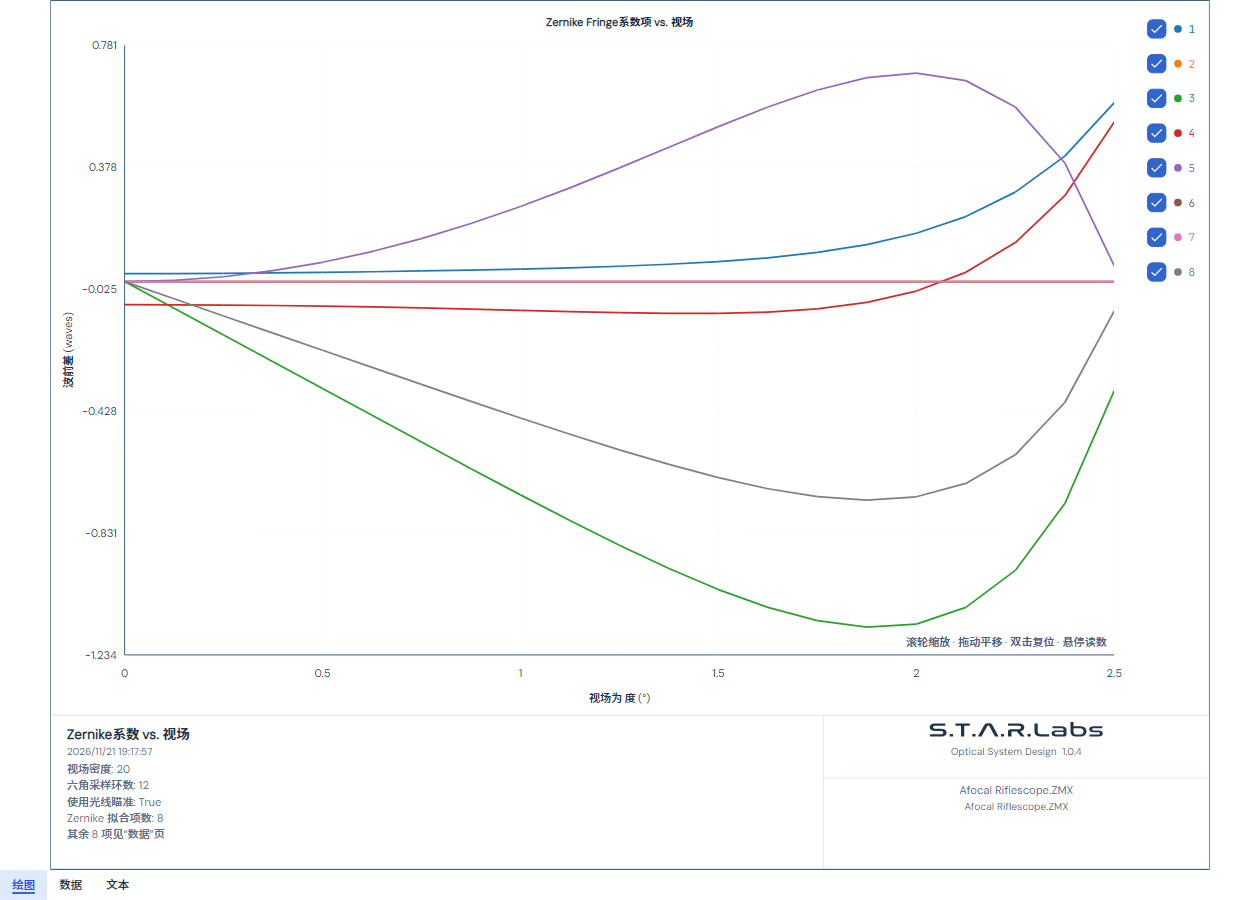 Zernike Fringe系数项 vs. 视场
0.781
0.378
-0.025
-0.428
-0.831
-1.234
波前差 (waves)
0 0.5 1 1.5 2 2.5
视场为 度 (°)
滚轮缩放 · 拖动平移 · 双击复位 · 悬停读数
1
2
3
4
5
6
7
8
Zernike系数 vs. 视场
2026/11/21 19:17:57
视场密度: 20
六角采样环数: 12
使用光线瞄准: True
Zernike 拟合项数: 8
其余 8 项见"数据"页
S.T.A.R.Labs
Optical System Design 1.0.4
Afocal Riflescope.ZMX
Afocal Riflescope.ZMX
绘图 数据 文本